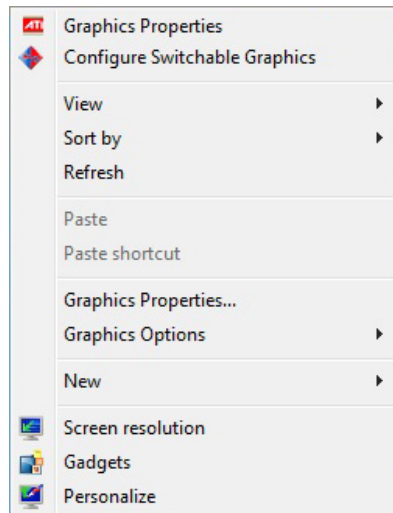 ATI Graphics Properties
Configure Switchable Graphics
View
Sort by
Refresh
Paste
Paste shortcut
Graphics Properties...
Graphics Options
New
Screen resolution
Gadgets
Personalize